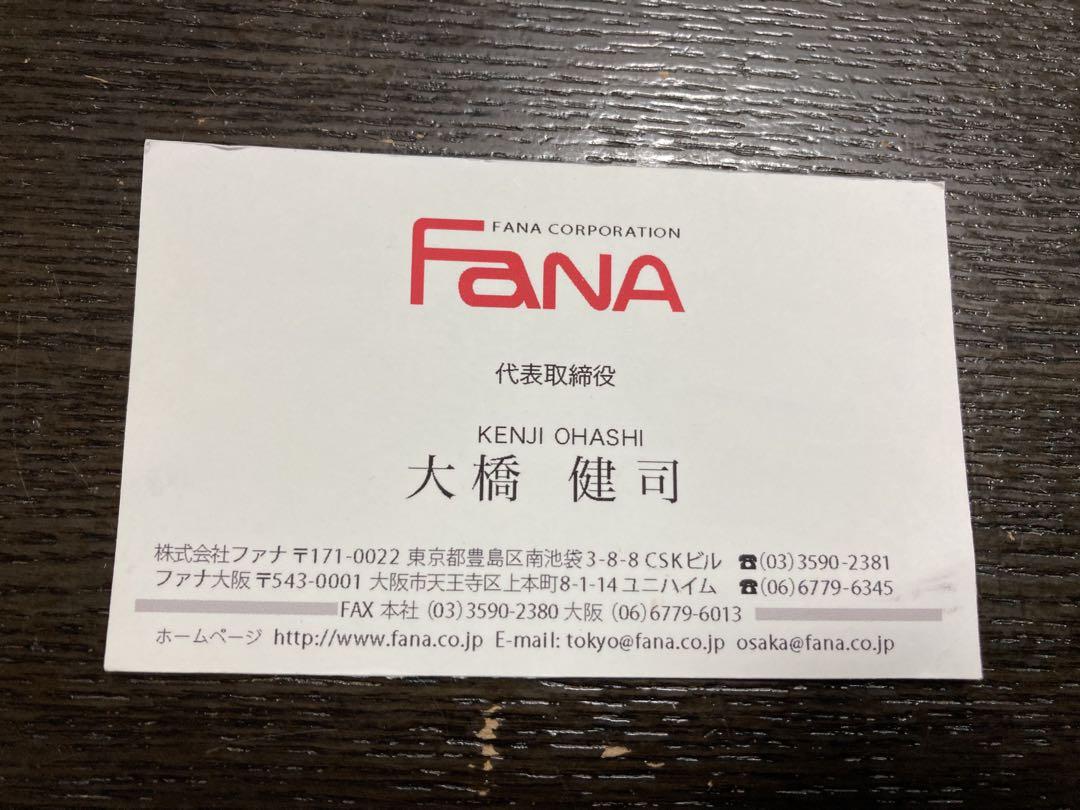 FANA CORPORATION
FANA
代表取締役
KENJI OHASHI
大橋 健司
株式会社ファナ 〒171-0022 東京都豊島区南池袋3-8-8 CSKビル ☎(03)3590-2381
ファナ大阪 〒543-0001 大阪市天王寺区上本町8-1-14 ユニハイム ☎(06)6779-6345
FAX 本社 (03)3590-2380 大阪 (06)6779-6013
ホームページ http://www.fana.co.jp E-mail: tokyo@fana.co.jp osaka@fana.co.jp